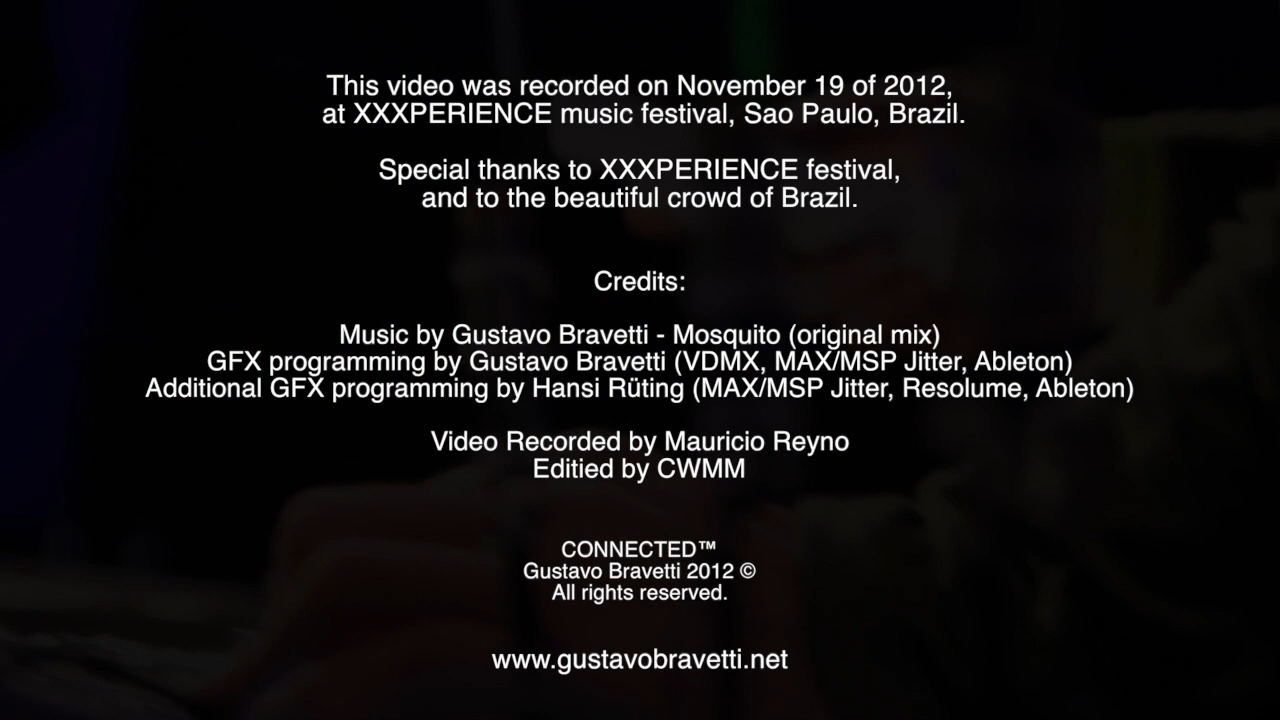 This video was recorded on November 19 of 2012,
at XXXPERIENCE music festival, Sao Paulo, Brazil.
Special thanks to XXXPERIENCE festival,
and to the beautiful crowd of Brazil.
Credits:
Music by Gustavo Bravetti - Mosquito (original mix)
GFX programming by Gustavo Bravetti (VDMX, MAX/MSP Jitter, Ableton)
Additional GFX programming by Hansi Rüting (MAX/MSP Jitter, Resolume, Ableton)
Video Recorded by Mauricio Reyno
Editied by CWMM
CONNECTED™
Gustavo Bravetti 2012 ©
All rights reserved.
www.gustavobravetti.net